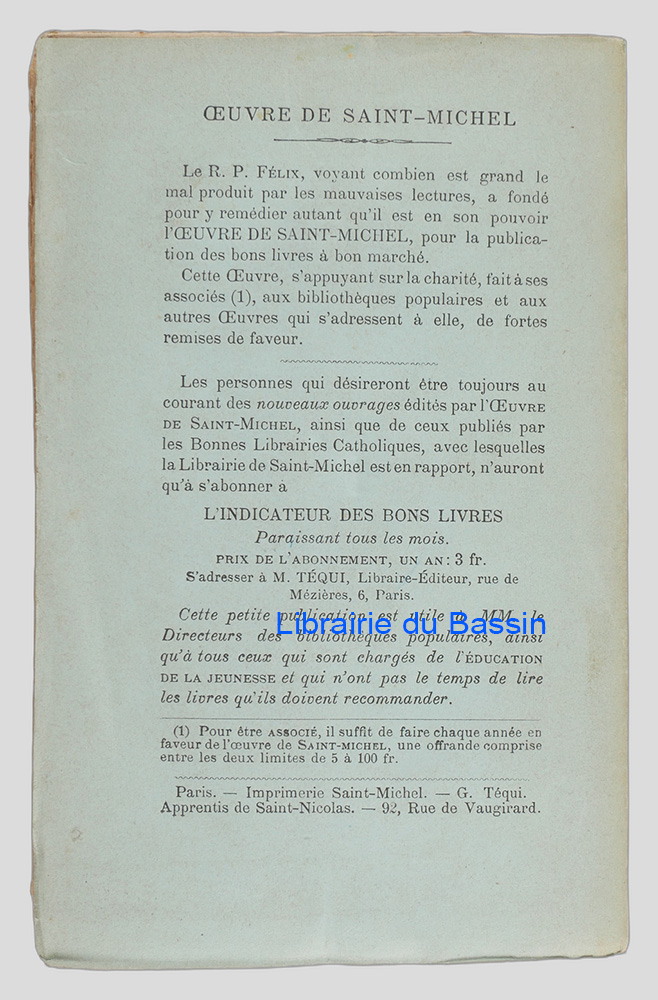 ŒUVRE DE SAINT-MICHEL
Le R. P. FÉLIX, voyant combien est grand le
mal produit par les mauvaises lectures, a fondé
pour y remédier autant qu'il est en son pouvoir
l'ŒUVRE DE SAINT-MICHEL, pour la publica-
tion des bons livres à bon marché.
Cette Œuvre, s'appuyant sur la charité, fait à ses
associés (1), aux bibliothèques populaires et aux
autres Œuvres qui s'adressent à elle, de fortes
remises de faveur.
Les personnes qui désireront être toujours au
courant des nouveaux ouvrages édités par l'ŒUVRE
DE SAINT-MICHEL, ainsi que de ceux publiés par
les Bonnes Librairies Catholiques, avec lesquelles
la Librairie de Saint-Michel est en rapport, n'auront
qu'à s'abonner à
L'INDICATEUR DES BONS LIVRES
Paraissant tous les mois.
PRIX DE L'ABONNEMENT, UN AN : 3 fr.
S'adresser à M. TÉQUI, Libraire-Éditeur, rue de
Mézières, 6, Paris.
Cette petite publication est utile MM. le
Librairie du Bassin
Directeurs des bibliothèques populaires, ainsi
qu'à tous ceux qui sont chargés de l'ÉDUCATION
DE LA JEUNESSE et qui n'ont pas le temps de lire
les livres qu'ils doivent recommander.
(1) Pour être ASSOCIÉ, il suffit de faire chaque année en
faveur de l'œuvre de SAINT-MICHEL, une offrande comprise
entre les deux limites de 5 à 100 fr.
Paris. — Imprimerie Saint-Michel. — G. Téqui.
Apprentis de Saint-Nicolas. — 92, Rue de Vaugirard.